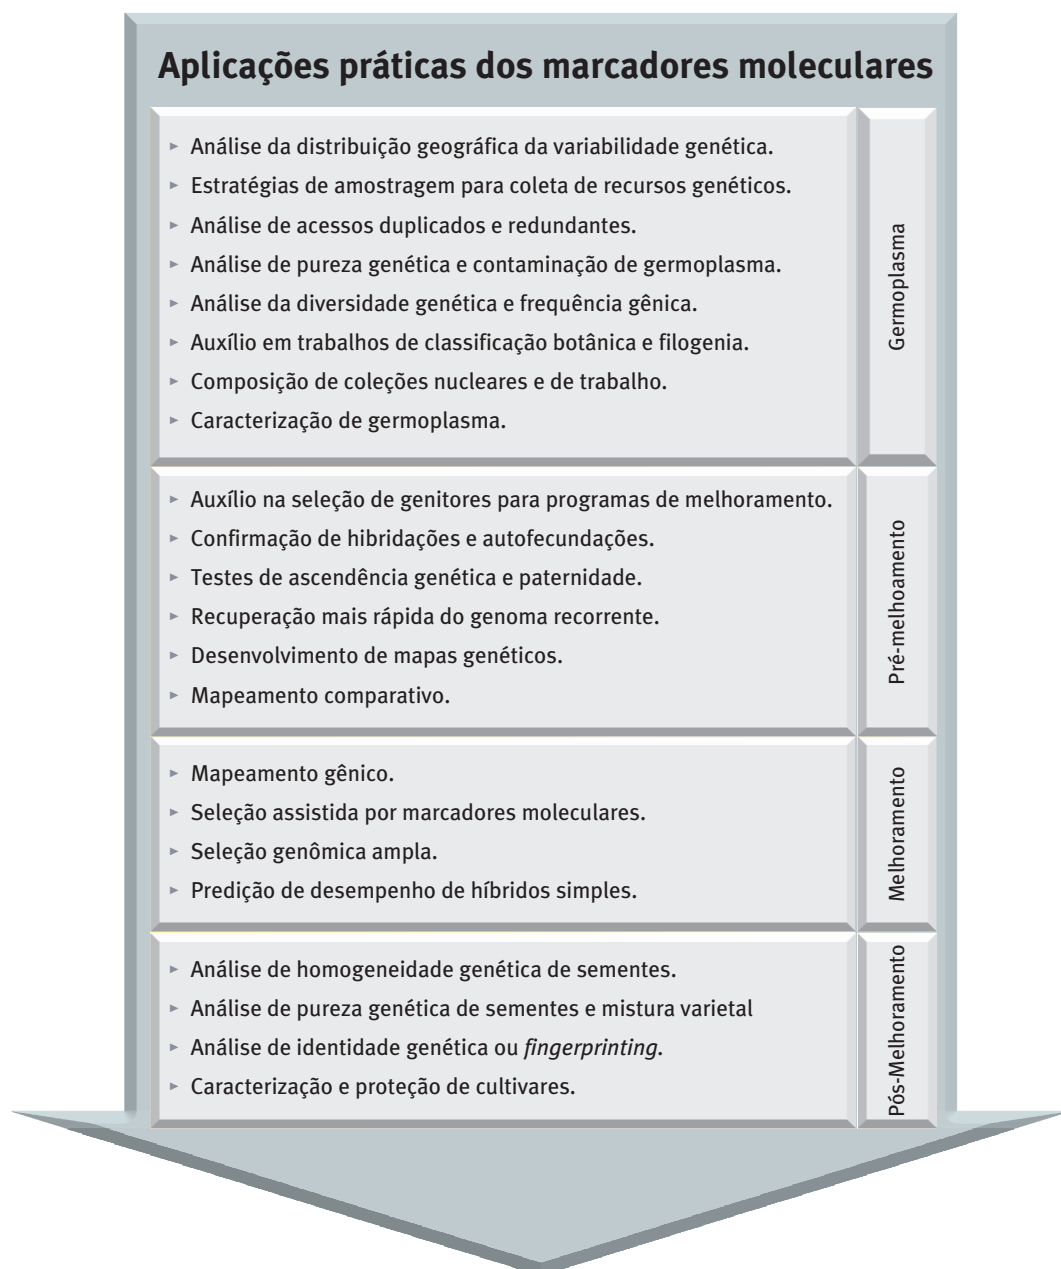 Aplicações práticas dos marcadores moleculares
► Análise da distribuição geográfica da variabilidade genética.
► Estratégias de amostragem para coleta de recursos genéticos.
► Análise de acessos duplicados e redundantes.
► Análise de pureza genética e contaminação de germoplasma.
► Análise da diversidade genética e frequência gênica.
► Auxílio em trabalhos de classificação botânica e filogenia.
► Composição de coleções nucleares e de trabalho.
► Caracterização de germoplasma.
Germoplasma
► Auxílio na seleção de genitores para programas de melhoramento.
► Confirmação de hibridações e autofecundações.
► Testes de ascendência genética e paternidade.
► Recuperação mais rápida do genoma recorrente.
► Desenvolvimento de mapas genéticos.
► Mapeamento comparativo.
Pré-melhoamento
► Mapeamento gênico.
► Seleção assistida por marcadores moleculares.
► Seleção genômica ampla.
► Predição de desempenho de híbridos simples.
Melhoramento
► Análise de homogeneidade genética de sementes.
► Análise de pureza genética de sementes e mistura varietal
► Análise de identidade genética ou fingerprinting.
► Caracterização e proteção de cultivares.
Pós-Melhoramento